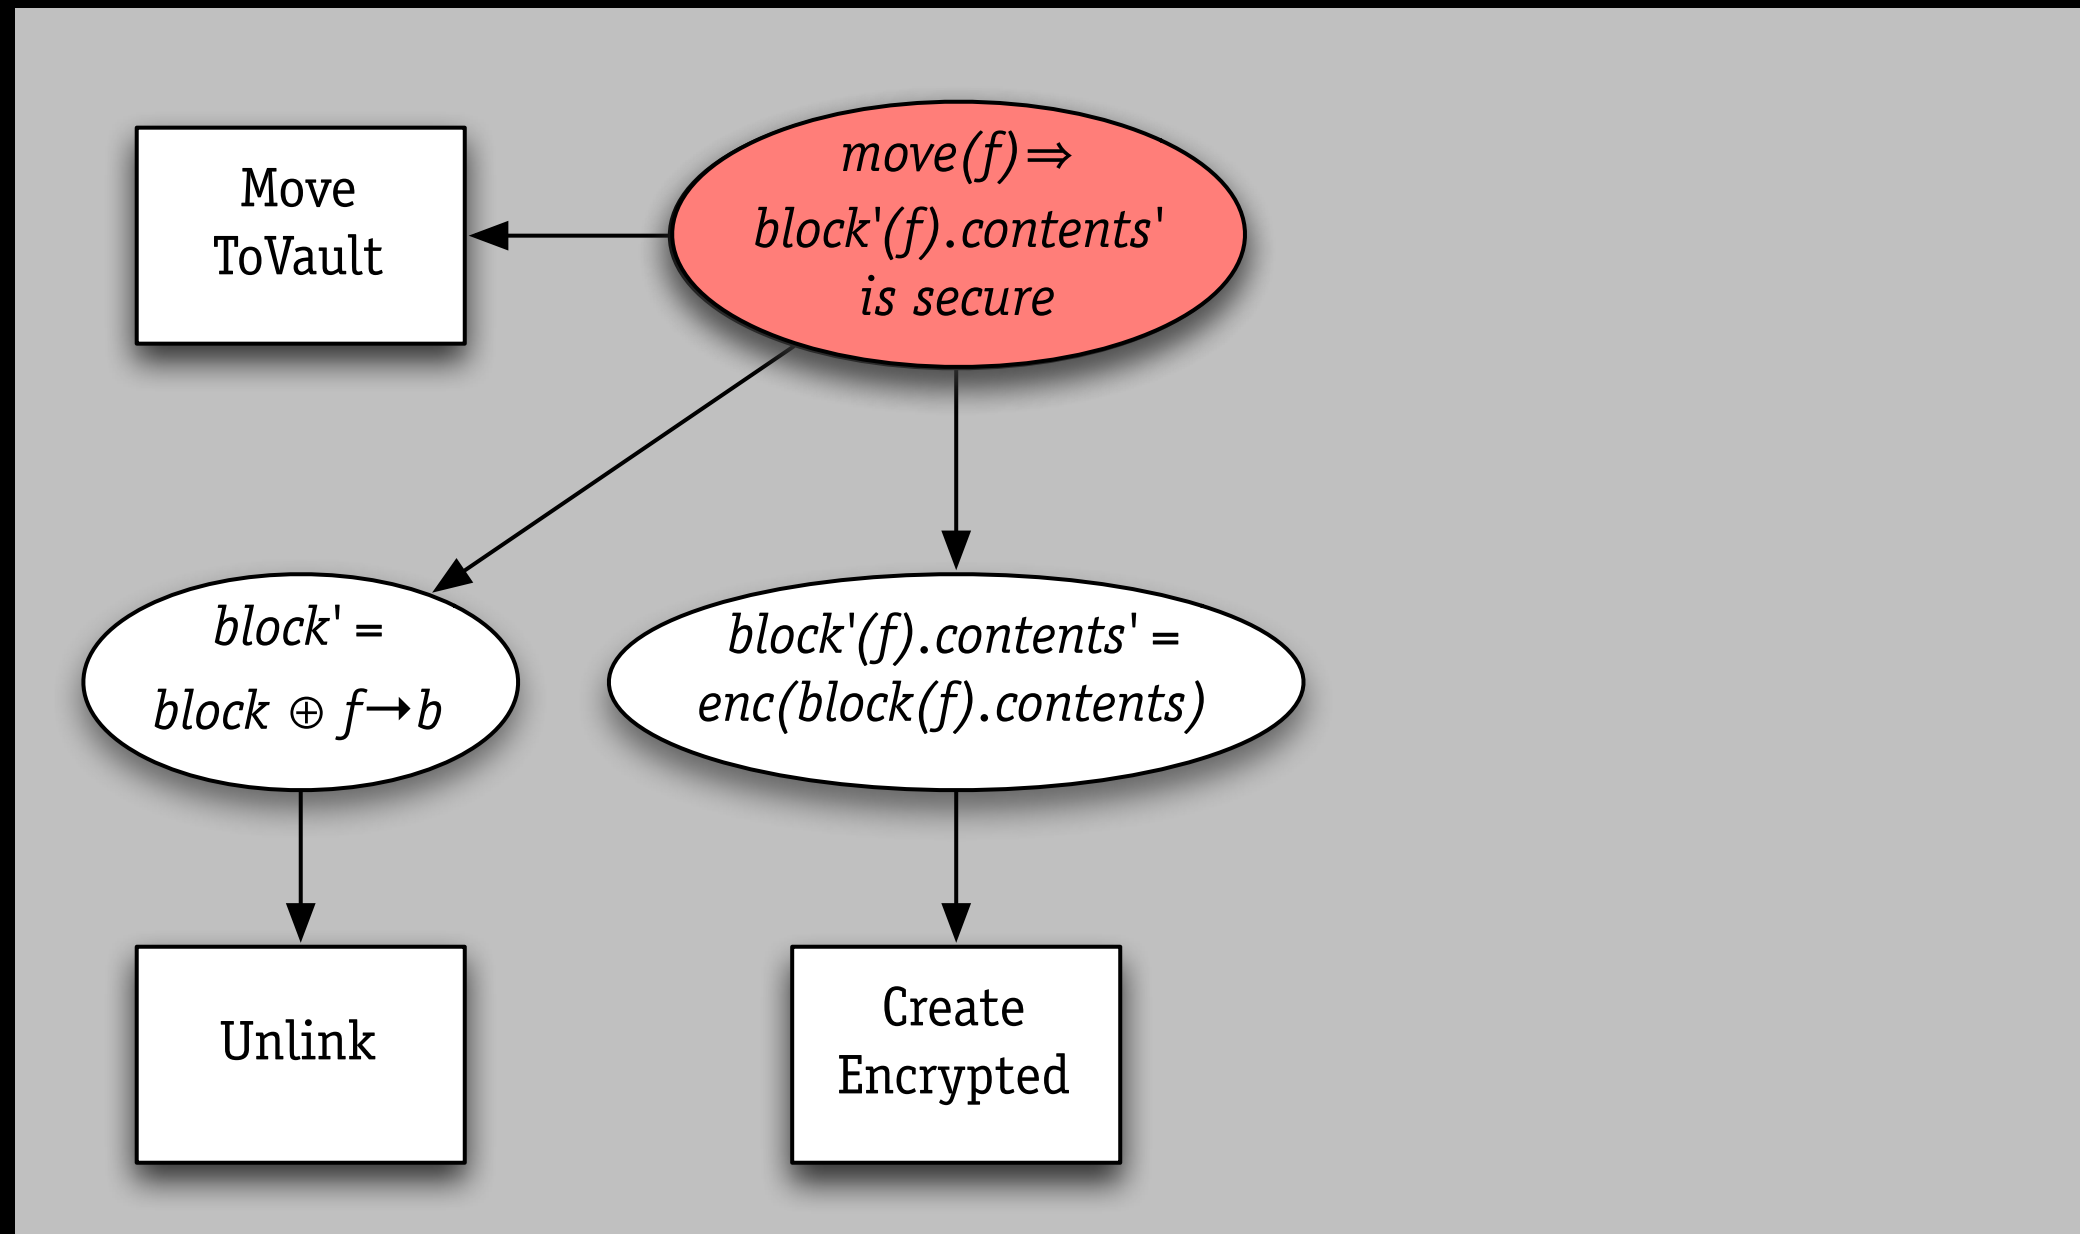 Move
ToVault
move(f)⇒
block'(f).contents'
is secure
block' =
block ⊕ f→b
block'(f).contents' =
enc(block(f).contents)
Unlink
Create
Encrypted